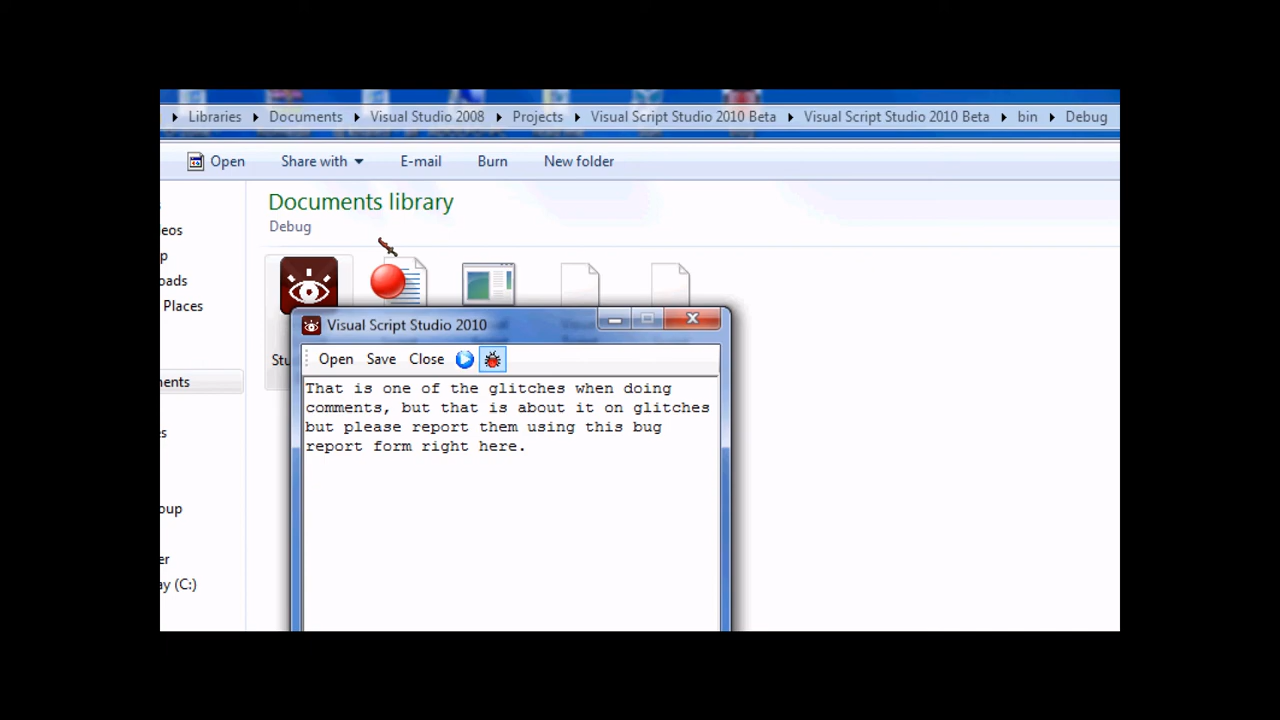 Libraries Documents Visual Studio 2008 Projects Visual Script Studio 2010 Beta Visual Script Studio 2010 Beta bin Debug
Open Share with E-mail Burn New folder
Documents library
Debug
eos
p
oads
Places
Stu
ents
s
oup
er
ay (C:)
Visual Script Studio 2010
Open Save Close
That is one of the glitches when doing
comments, but that is about it on glitches
but please report them using this bug
report form right here.